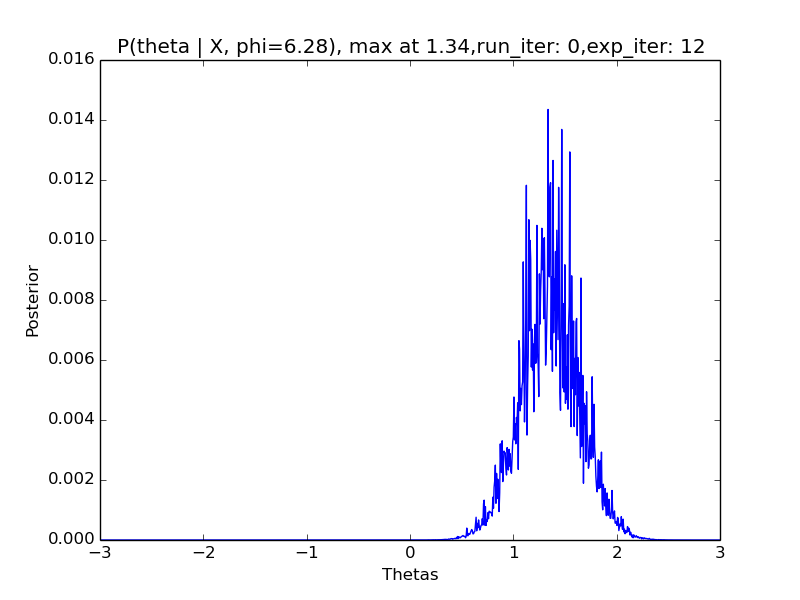 P(theta | X, phi=6.28), max at 1.34,run_iter: 0,exp_iter: 12
0.016
0.014
0.012
0.010
0.008
0.006
0.004
0.002
0.000
Posterior
−3 −2 −1 0 1 2 3
Thetas